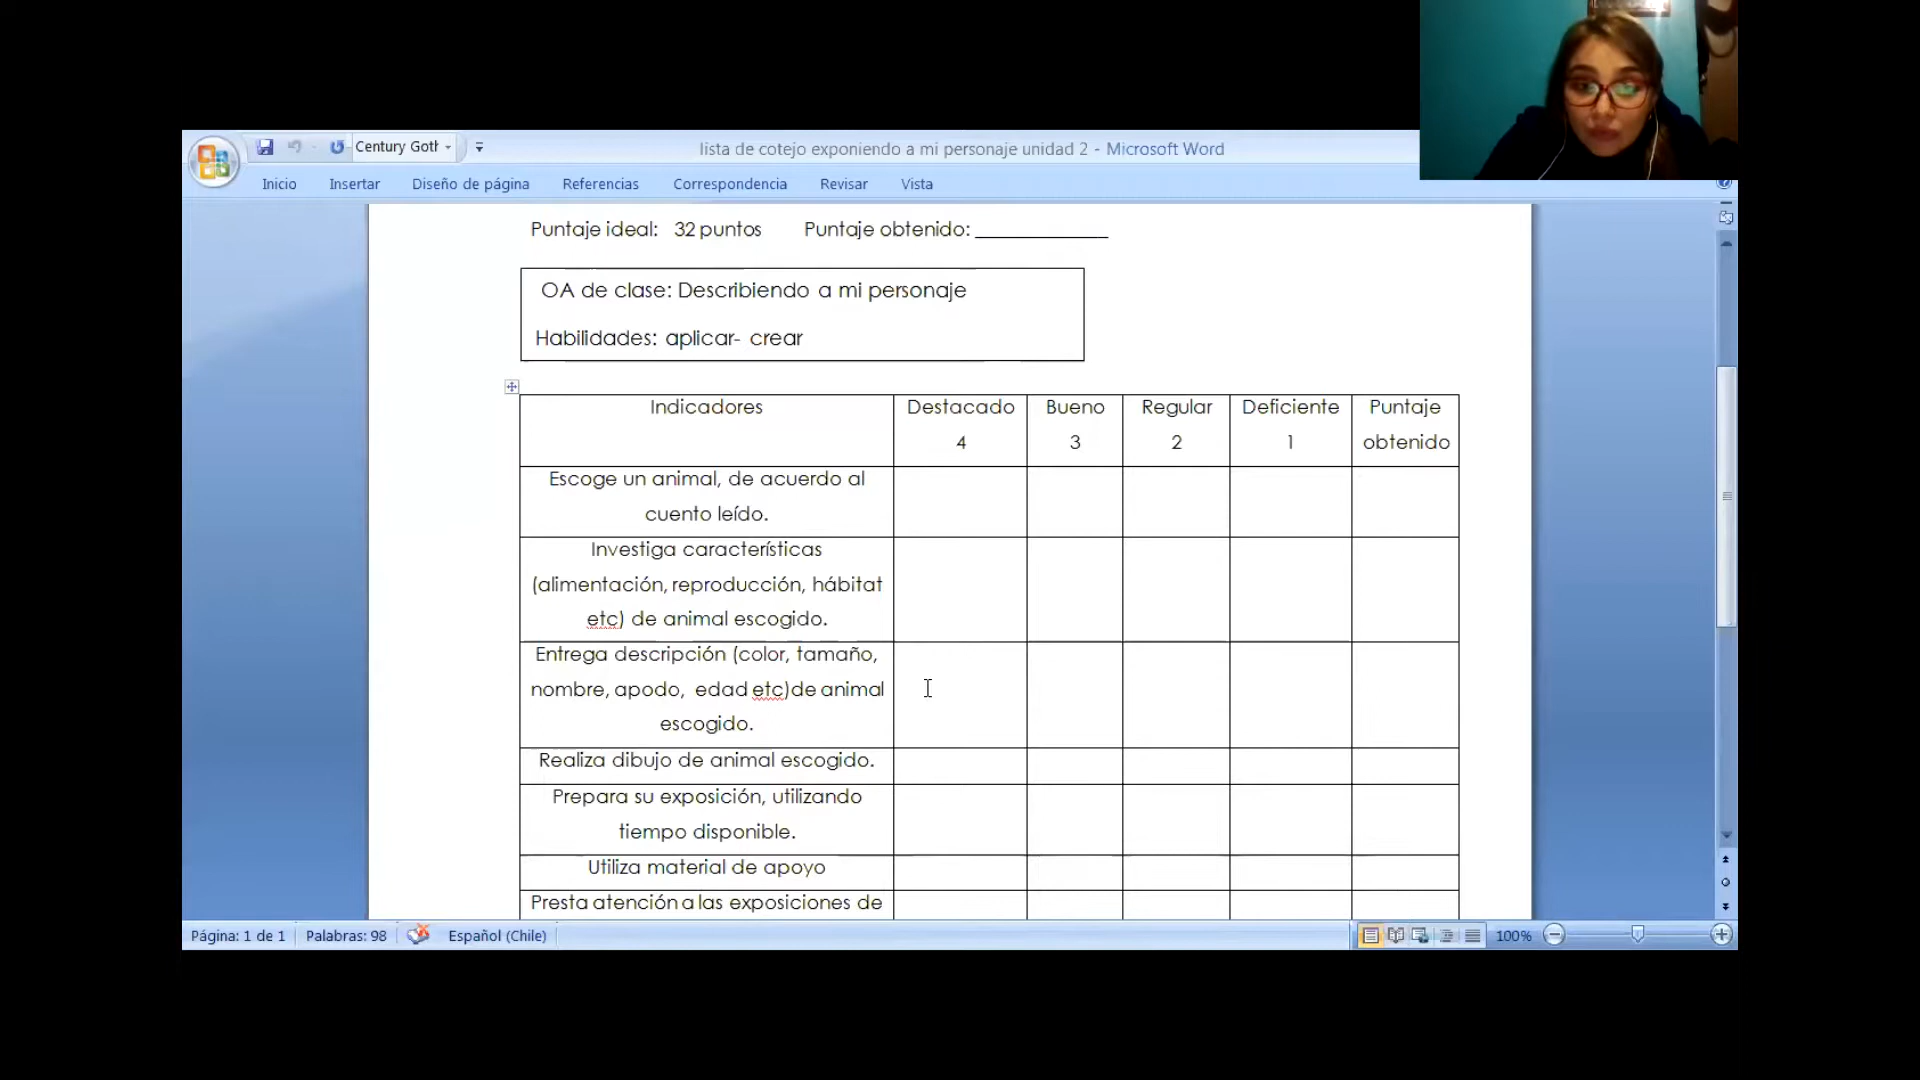 Century Goth
lista de cotejo exponiendo a mi personaje unidad 2 - Microsoft Word
Inicio
Insertar
Diseño de página
Referencias
Correspondencia
Revisar
Vista
Puntaje ideal: 32 puntos Puntaje obtenido: ____________
OA de clase: Describiendo a mi personaje
Habilidades: aplicar- crear
Indicadores
Destacado
4
Bueno
3
Regular
2
Deficiente
1
Puntaje
obtenido
Escoge un animal, de acuerdo al
cuento leído.
Investiga características
(alimentación, reproducción, hábitat
etc) de animal escogido.
Entrega descripción (color, tamaño,
nombre, apodo, edad etc)de animal
escogido.
Realiza dibujo de animal escogido.
Prepara su exposición, utilizando
tiempo disponible.
Utiliza material de apoyo
Presta atención a las exposiciones de
Página: 1 de 1
Palabras: 98
Español (Chile)
100%